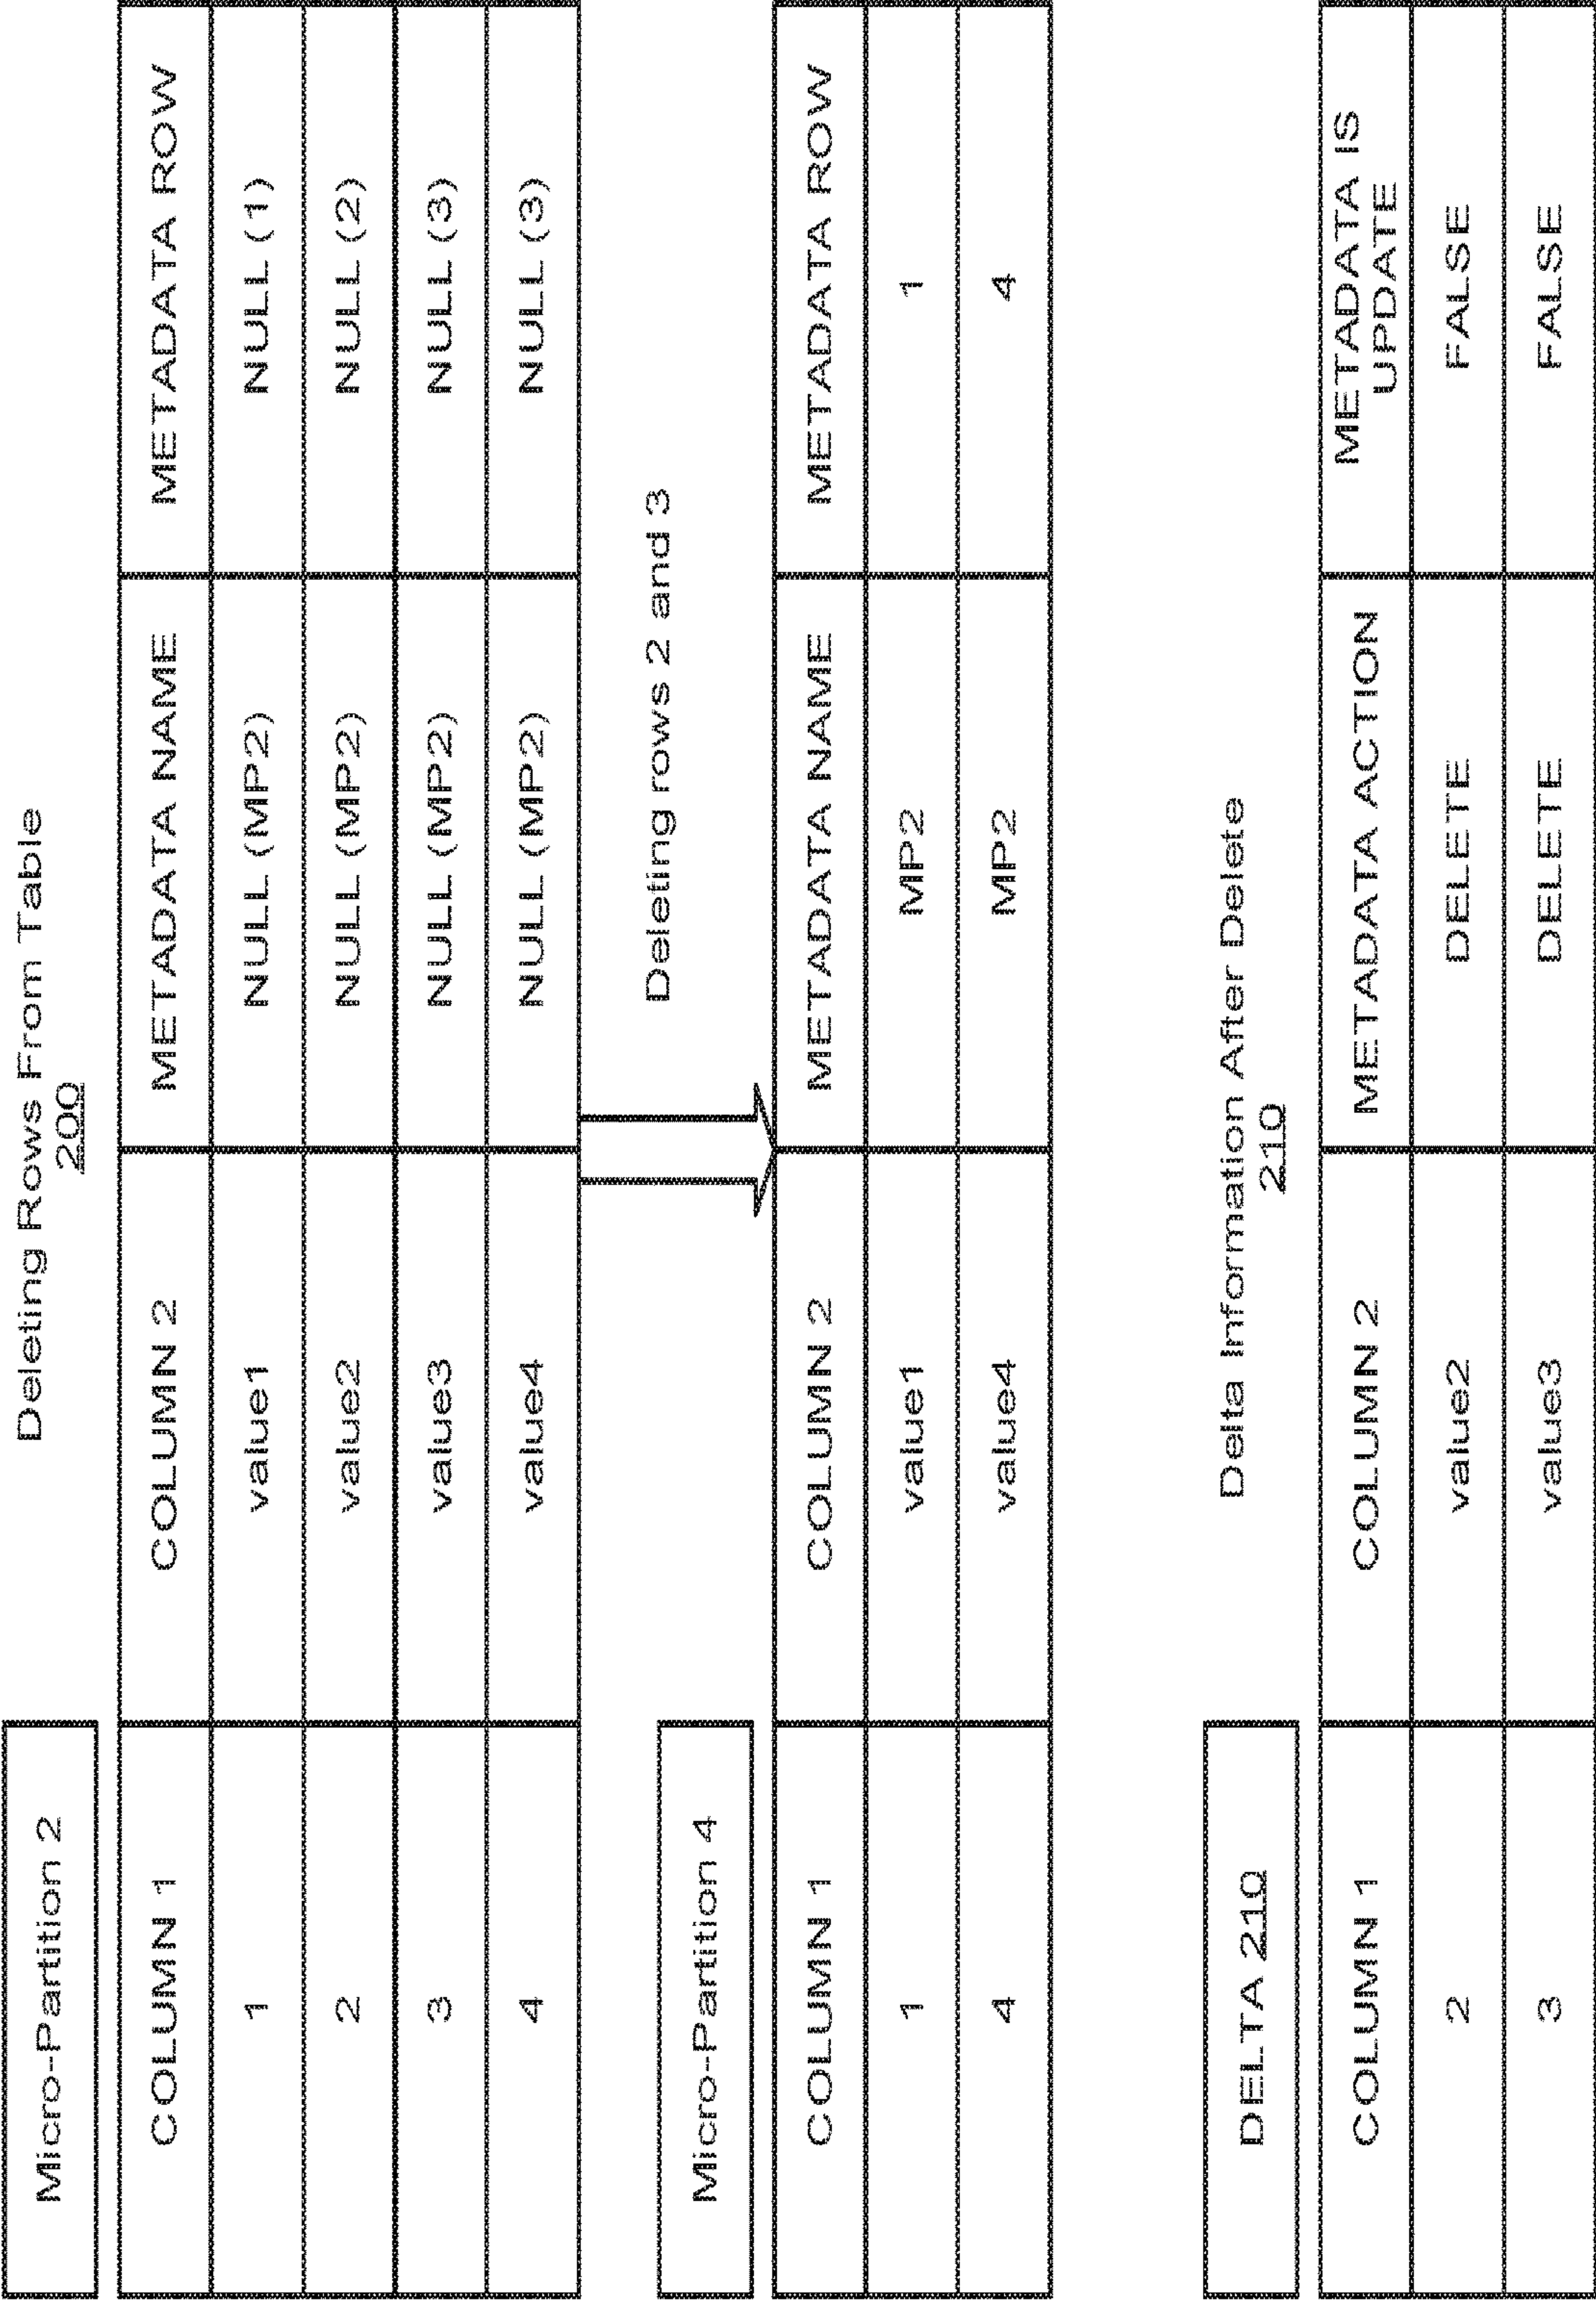 Deleting Rows From Table
200
Micro-Partition 2
COLUMN 1 COLUMN 2 METADATA NAME METADATA ROW
1 value1 NULL (MP2) NULL (1)
2 value2 NULL (MP2) NULL (2)
3 value3 NULL (MP2) NULL (3)
4 value4 NULL (MP2) NULL (3)
Deleting rows 2 and 3
Micro-Partition 4
COLUMN 1 COLUMN 2 METADATA NAME METADATA ROW
1 value1 MP2 1
4 value4 MP2 4
Delta Information After Delete
210
DELTA 210
COLUMN 1 COLUMN 2 METADATA ACTION METADATA IS
UPDATE
2 value2 DELETE FALSE
3 value3 DELETE FALSE